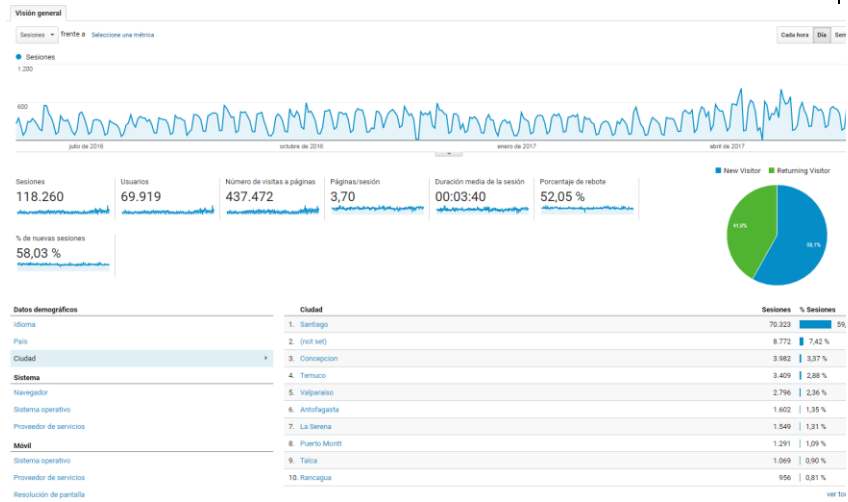 Visión general
Sesiones frente a Seleccione una métrica
Cada hora Día Sem
Sesiones
1.200
600
julio de 2016 octubre de 2016 enero de 2017 abril de 2017
New Visitor Returning Visitor
Sesiones Usuarios Número de visitas a páginas Páginas/sesión Duración media de la sesión Porcentaje de rebote
118.260 69.919 437.472 3,70 00:03:40 52,05 %
% de nuevas sesiones
58,03 %
41,9%
58,1%
Datos demográficos Ciudad Sesiones % Sesiones
Idioma 1. Santiago 70.323 59,
País 2. (not set) 8.772 7,42 %
Ciudad 3. Concepcion 3.982 3,37 %
Sistema 4. Temuco 3.409 2,88 %
Navegador 5. Valparaiso 2.796 2,36 %
Sistema operativo 6. Antofagasta 1.602 1,35 %
Proveedor de servicios 7. La Serena 1.549 1,31 %
Móvil 8. Puerto Montt 1.291 1,09 %
Sistema operativo 9. Talca 1.069 0,90 %
Proveedor de servicios 10. Rancagua 956 0,81 %
Resolución de pantalla ver tod